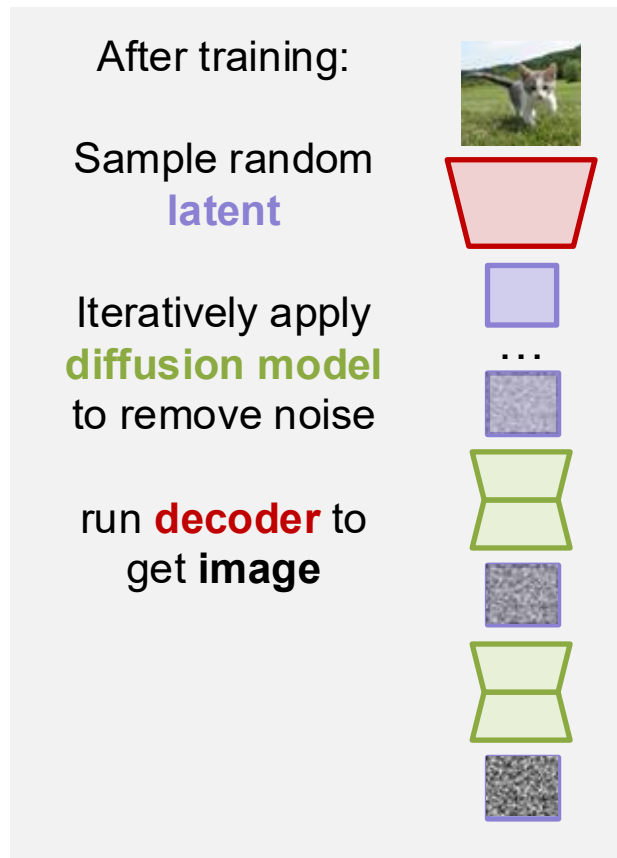 After training:
Sample random
latent
Iteratively apply
diffusion model
to remove noise
run decoder to
get image
...